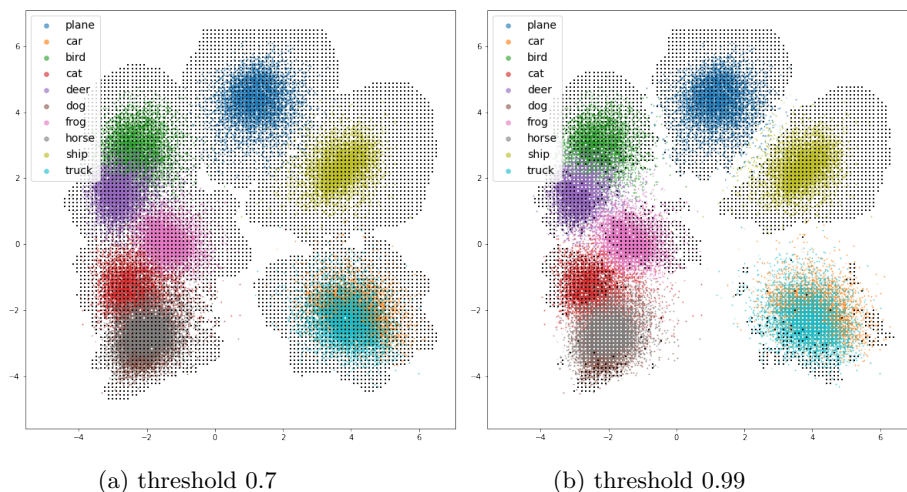 plane
car
bird
cat
deer
dog
frog
horse
ship
truck
6
4
2
0
−2
−4
−4 −2 0 2 4 6
plane
car
bird
cat
deer
dog
frog
horse
ship
truck
6
4
2
0
−2
−4
−4 −2 0 2 4 6
(a) threshold 0.7
(b) threshold 0.99